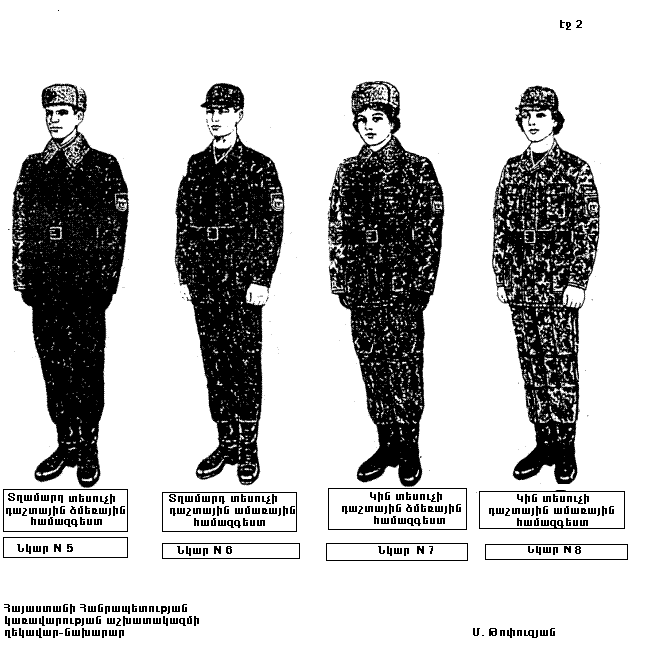 Էջ 2
Տղամարդ տեսուչի
դաշտային ձմեռային
համազգեստ
Նկար N 5
Տղամարդ տեսուչի
դաշտային ամառային
համազգեստ
Նկար N 6
Կին տեսուչի
դաշտային ձմեռային
համազգեստ
Նկար N 7
Կին տեսուչի
դաշտային ամառային
համազգեստ
Նկար N 8
Հայաստանի Հանրապետության
կառավարության աշխատակազմի
ղեկավար-նախարար
Մ. Թոփուզյան